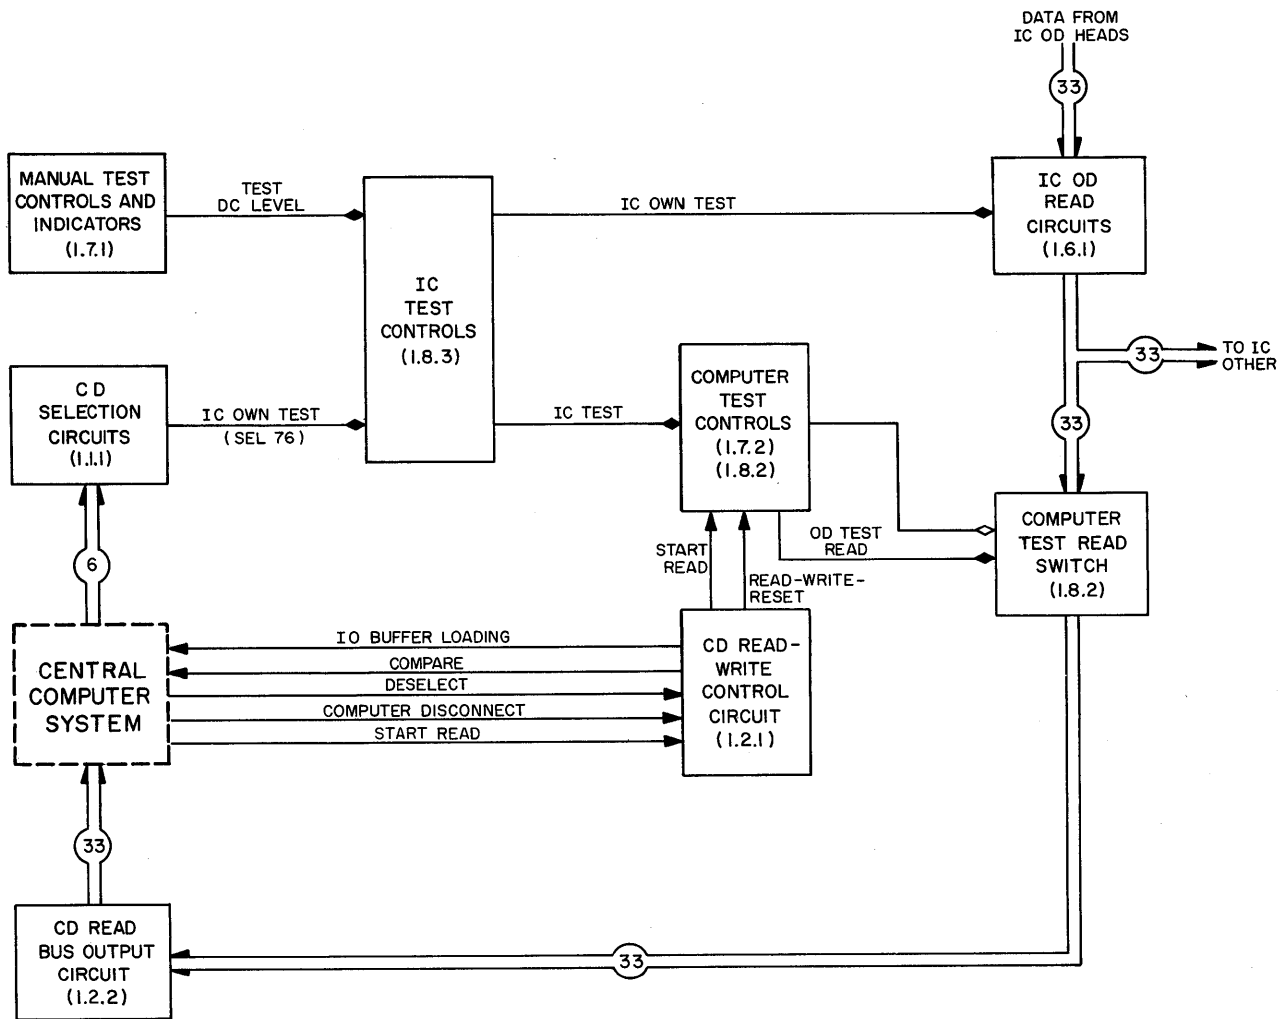 DATA FROM
IC OD HEADS
33
MANUAL TEST
CONTROLS AND
INDICATORS
(1.7.1)
TEST
DC LEVEL
IC
TEST
CONTROLS
(1.8.3)
IC OWN TEST
IC OD
READ
CIRCUITS
(1.6.1)
33
TO IC
OTHER
CD
SELECTION
CIRCUITS
(1.1.1)
IC OWN TEST
(SEL 76)
IC TEST
COMPUTER
TEST
CONTROLS
(1.7.2)
(1.8.2)
33
START
READ
READ-WRITE-
RESET
OD TEST
READ
COMPUTER
TEST READ
SWITCH
(1.8.2)
6
CENTRAL
COMPUTER
SYSTEM
IO BUFFER LOADING
COMPARE
DESELECT
COMPUTER DISCONNECT
START READ
CD READ-
WRITE
CONTROL
CIRCUIT
(1.2.1)
33
CD READ
BUS OUTPUT
CIRCUIT
(1.2.2)
33